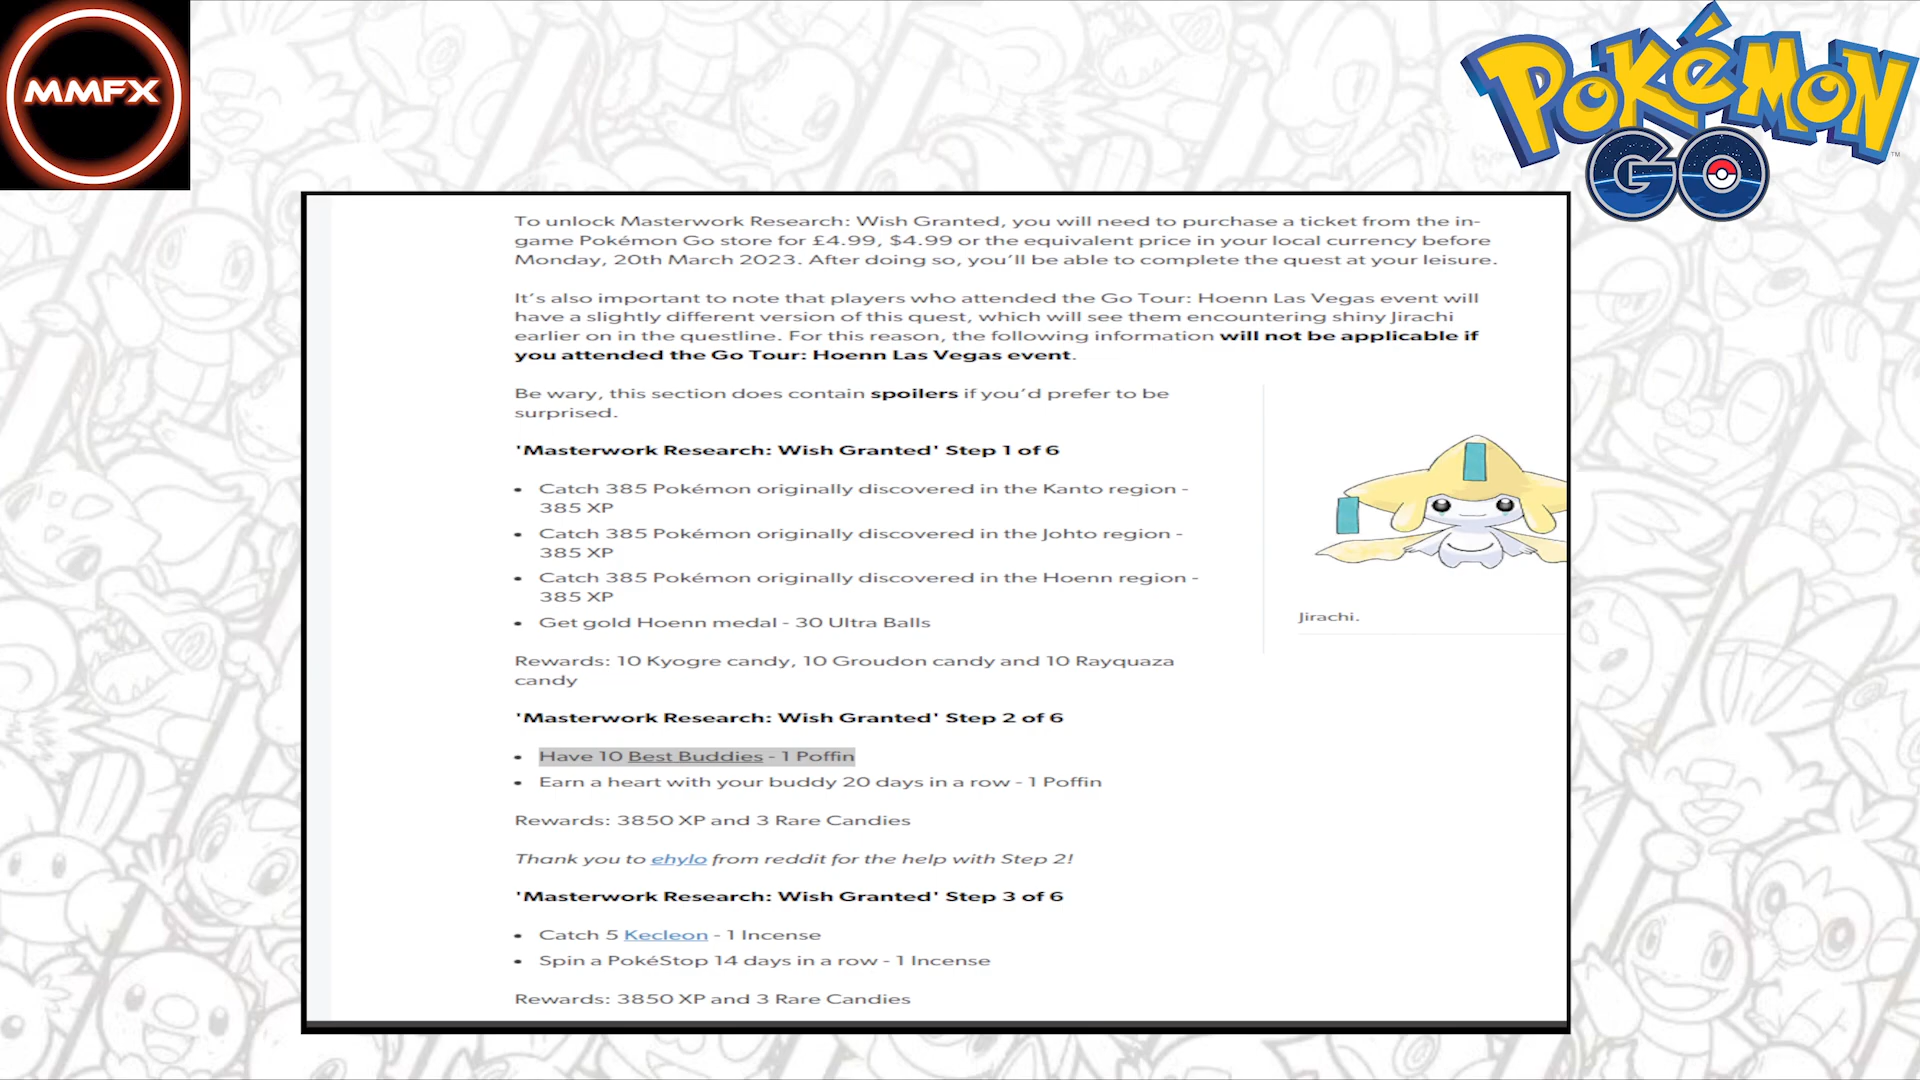 MMFX
POKÉMON
GO
TM
To unlock Masterwork Research: Wish Granted, you will need to purchase a ticket from the in-
game Pokémon Go store for £4.99, $4.99 or the equivalent price in your local currency before
Monday, 20th March 2023. After doing so, you'll be able to complete the quest at your leisure.
It's also important to note that players who attended the Go Tour: Hoenn Las Vegas event will
have a slightly different version of this quest, which will see them encountering shiny Jirachi
earlier on in the questline. For this reason, the following information will not be applicable if
you attended the Go Tour: Hoenn Las Vegas event.
Be wary, this section does contain spoilers if you'd prefer to be
surprised.
'Masterwork Research: Wish Granted' Step 1 of 6
• Catch 385 Pokémon originally discovered in the Kanto region -
385 XP
• Catch 385 Pokémon originally discovered in the Johto region -
385 XP
• Catch 385 Pokémon originally discovered in the Hoenn region -
385 XP
• Get gold Hoenn medal - 30 Ultra Balls
Rewards: 10 Kyogre candy, 10 Groudon candy and 10 Rayquaza
candy
Jirachi.
'Masterwork Research: Wish Granted' Step 2 of 6
• Have 10 Best Buddies - 1 Poffin
• Earn a heart with your buddy 20 days in a row - 1 Poffin
Rewards: 3850 XP and 3 Rare Candies
Thank you to ehylo from reddit for the help with Step 2!
'Masterwork Research: Wish Granted' Step 3 of 6
• Catch 5 Kecleon - 1 Incense
• Spin a PokéStop 14 days in a row - 1 Incense
Rewards: 3850 XP and 3 Rare Candies